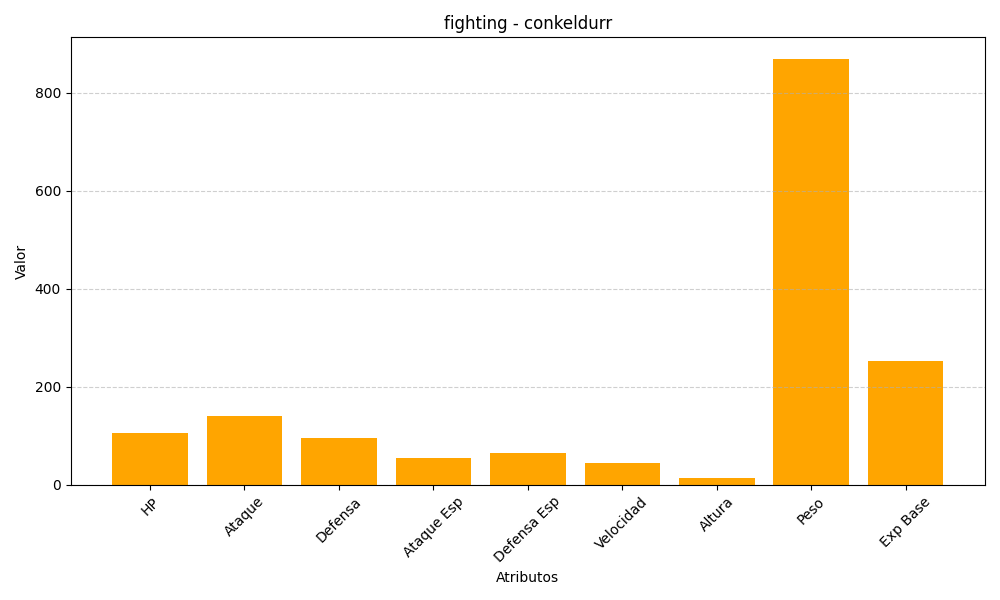 fighting - conkeldurr
Valor
800
600
400
200
0
HP
Ataque
Defensa
Ataque Esp
Defensa Esp
Velocidad
Altura
Peso
Exp Base
Atributos